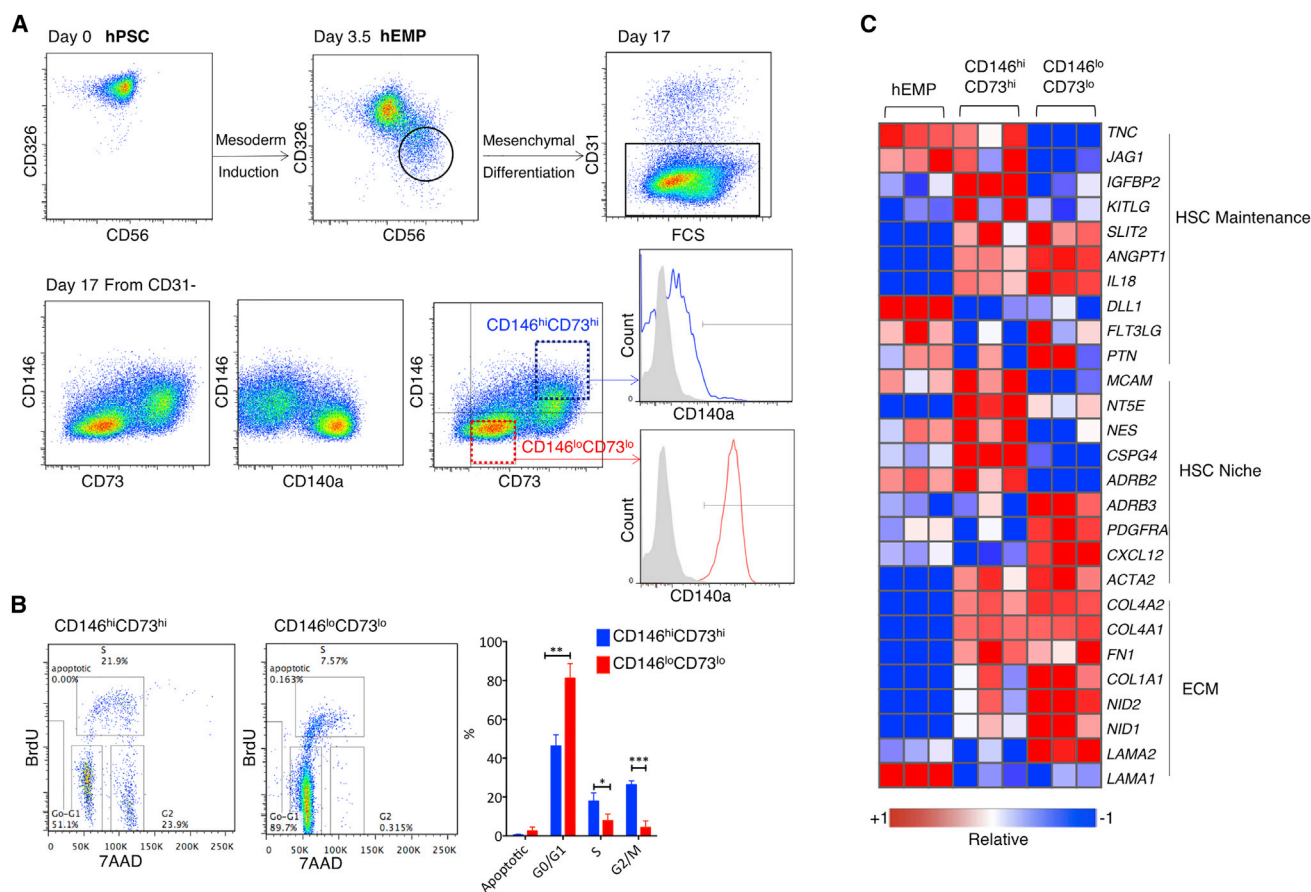 A
Day 0 hPSC
CD326
CD56
Mesoderm
Induction
Day 3.5 hEMP
CD326
CD56
Mesenchymal
Differentiation
Day 17
CD31
FCS
Day 17 From CD31-
CD146
CD73
CD146
CD140a
CD146
CD73
CD146hiCD73hi
CD146loCD73lo
Count
0
CD140a
Count
0
CD140a
B
CD146hiCD73hi
S
21.9%
apoptotic
0.00%
BrdU
Go-G1
51.1%
G2
23.9%
0 50K 100K 150K 200K 250K
7AAD
CD146loCD73lo
S
7.57%
apoptotic
0.163%
BrdU
Go-G1
89.7%
G2
0.315%
0 50K 100K 150K 200K 250K
7AAD
CD146hiCD73hi
CD146loCD73lo
%
100
80
60
40
20
0
**
*
***
Apoptotic
G0/G1
S
G2/M
C
hEMP
CD146hi
CD73hi
CD146lo
CD73lo
TNC
JAG1
IGFBP2
KITLG
SLIT2
ANGPT1
IL18
DLL1
FLT3LG
PTN
MCAM
NT5E
NES
CSPG4
ADRB2
ADRB3
PDGFRA
CXCL12
ACTA2
COL4A2
COL4A1
FN1
COL1A1
NID2
NID1
LAMA2
LAMA1
HSC Maintenance
HSC Niche
ECM
+1
-1
Relative